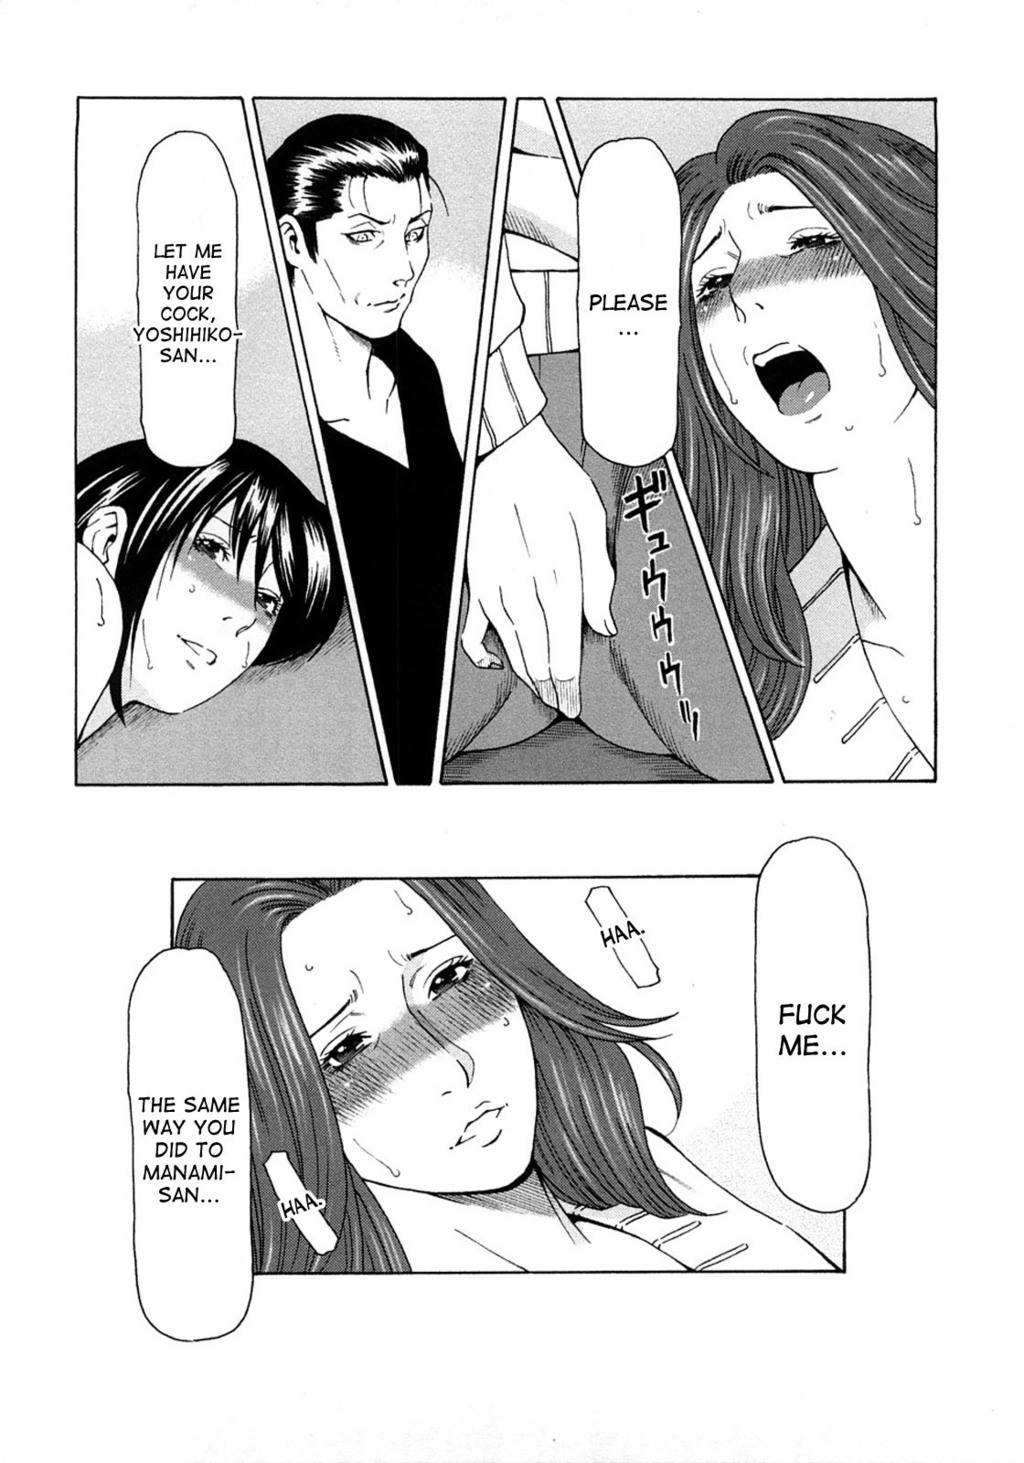 PLEASE
...
ギュウウウウッ
LET ME
HAVE
YOUR
COCK,
YOSHIHIKO-
SAN...
FUCK
ME...
HAA.
THE SAME
WAY YOU
DID TO
MANAMI-
SAN...
HAA.